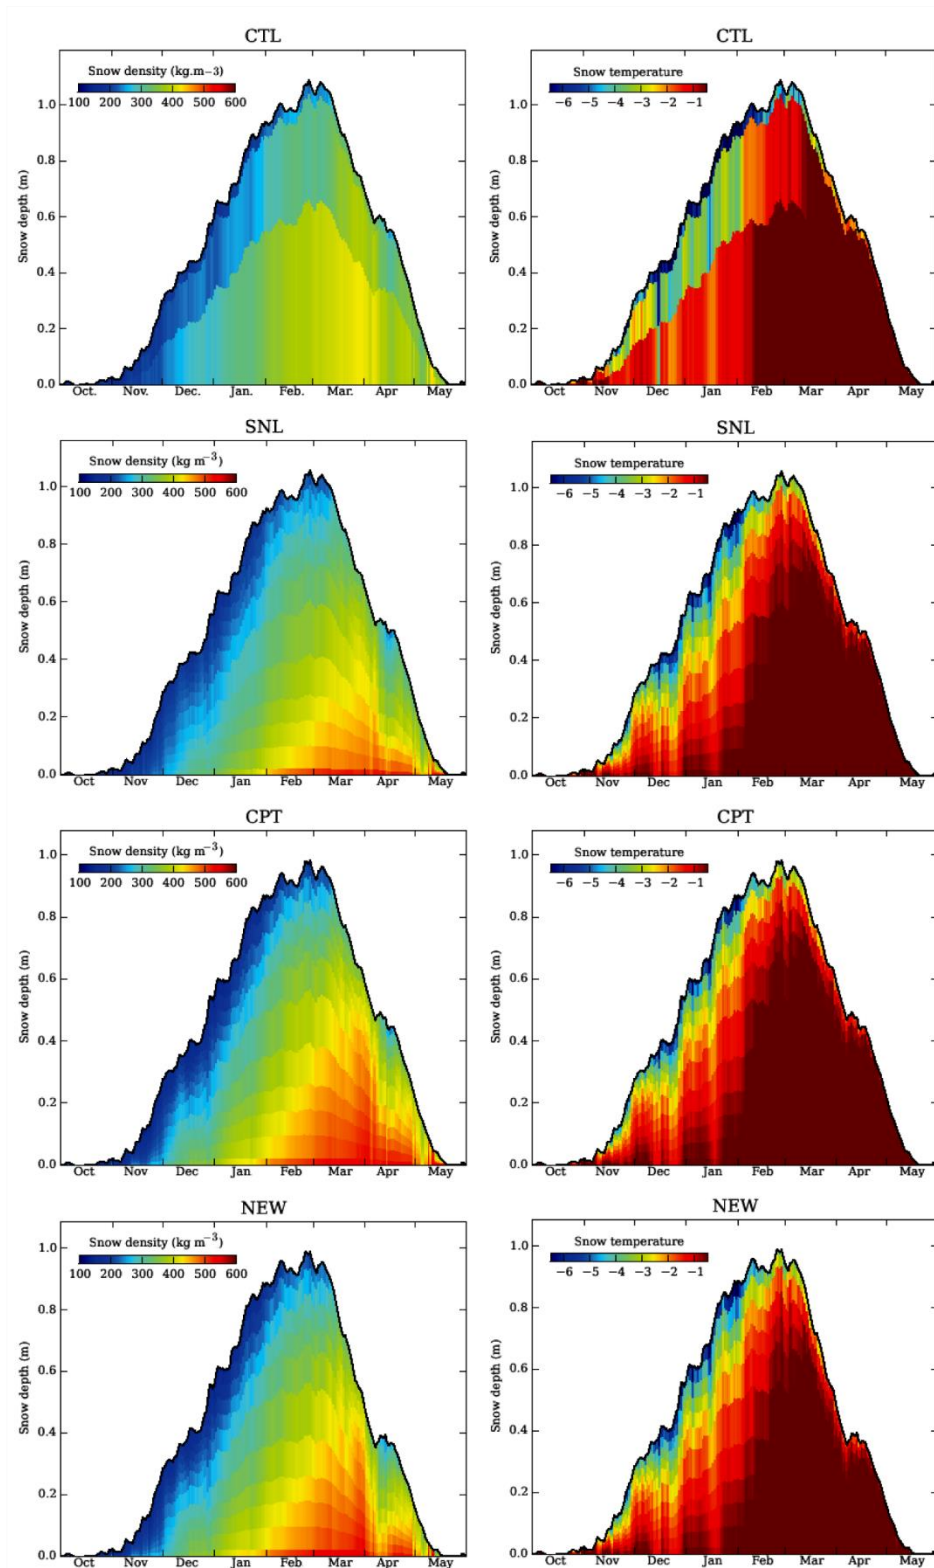 CTL
Snow density (kg.m−3)
100 200 300 400 500 600
Snow depth (m)
1.0
0.8
0.6
0.4
0.2
0.0
Oct. Nov. Dec. Jan. Feb. Mar. Apr May
CTL
Snow temperature
−6 −5 −4 −3 −2 −1
Snow depth (m)
1.0
0.8
0.6
0.4
0.2
0.0
Oct Nov Dec Jan Feb Mar Apr May
SNL
Snow density (kg m⁻³)
100 200 300 400 500 600
Snow depth (m)
1.0
0.8
0.6
0.4
0.2
0.0
Oct Nov Dec Jan Feb Mar Apr May
SNL
Snow temperature
−6 −5 −4 −3 −2 −1
Snow depth (m)
1.0
0.8
0.6
0.4
0.2
0.0
Oct Nov Dec Jan Feb Mar Apr May
CPT
Snow density (kg m⁻³)
100 200 300 400 500 600
Snow depth (m)
1.0
0.8
0.6
0.4
0.2
0.0
Oct Nov Dec Jan Feb Mar Apr May
CPT
Snow temperature
−6 −5 −4 −3 −2 −1
Snow depth (m)
1.0
0.8
0.6
0.4
0.2
0.0
Oct Nov Dec Jan Feb Mar Apr May
NEW
Snow density (kg m⁻³)
100 200 300 400 500 600
Snow depth (m)
1.0
0.8
0.6
0.4
0.2
0.0
Oct Nov Dec Jan Feb Mar Apr May
NEW
Snow temperature
−6 −5 −4 −3 −2 −1
Snow depth (m)
1.0
0.8
0.6
0.4
0.2
0.0
Oct Nov Dec Jan Feb Mar Apr May